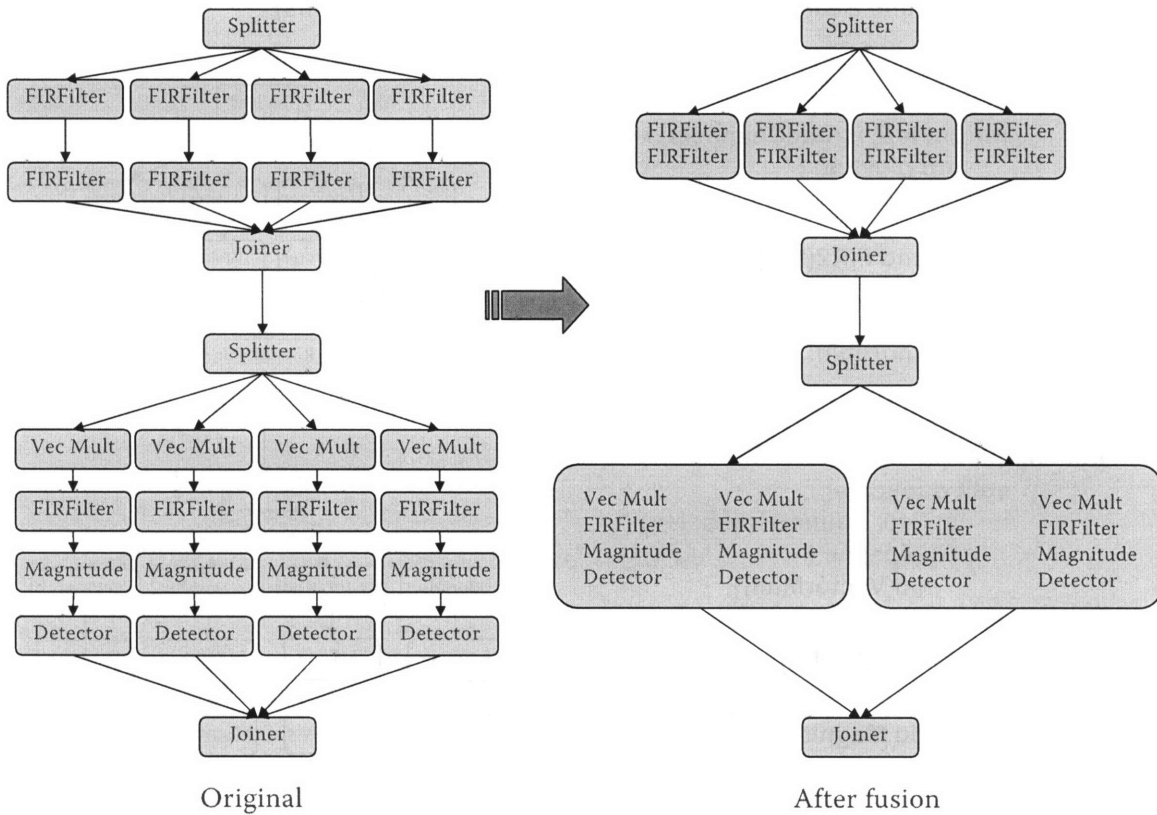 Splitter
FIRFilter FIRFilter FIRFilter FIRFilter
FIRFilter FIRFilter FIRFilter FIRFilter
Joiner
Splitter
Vec Mult Vec Mult Vec Mult Vec Mult
FIRFilter FIRFilter FIRFilter FIRFilter
Magnitude Magnitude Magnitude Magnitude
Detector Detector Detector Detector
Joiner
Original
Splitter
FIRFilter FIRFilter FIRFilter FIRFilter
FIRFilter FIRFilter FIRFilter FIRFilter
Joiner
Splitter
Vec Mult Vec Mult Vec Mult Vec Mult
FIRFilter FIRFilter FIRFilter FIRFilter
Magnitude Magnitude Magnitude Magnitude
Detector Detector Detector Detector
Joiner
After fusion